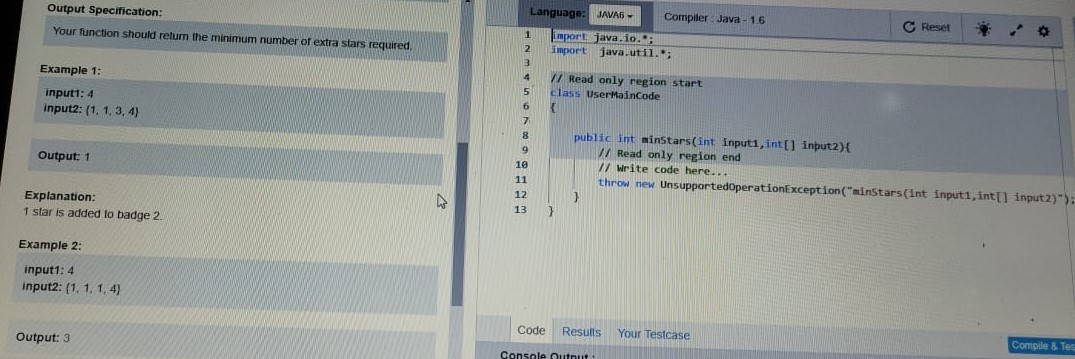 Output Specification:
Your function should return the minimum number of extra stars required.
Example 1:
input1: 4
input2: {1, 1, 3, 4}
Output: 1
Explanation:
1 star is added to badge 2.
Example 2:
input1: 4
input2: {1, 1, 1, 4}
Output: 3
Language: JAVA6 Compiler : Java - 1.6 Reset
1 import java.io.*;
2 import java.util.*;
3
4 // Read only region start
5 class UserMainCode
6 {
7
8 public int minStars(int input1,int[] input2){
9 // Read only region end
10 // Write code here...
11 throw new UnsupportedOperationException("minStars(int input1,int[] input2)");
12 }
13 }
Code Results Your Testcase
Compile & Tes
Console Output :